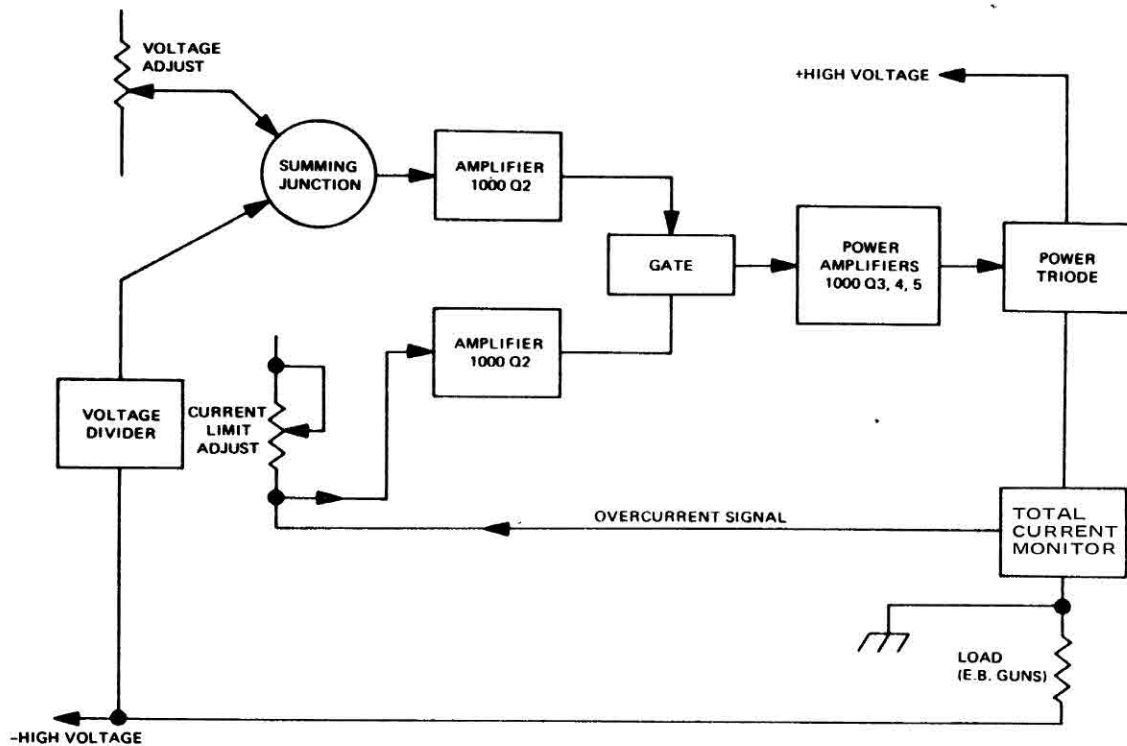 VOLTAGE
ADJUST
+HIGH VOLTAGE
SUMMING
JUNCTION
AMPLIFIER
1000 Q2
GATE
POWER
AMPLIFIERS
1000 Q3, 4, 5
POWER
TRIODE
AMPLIFIER
1000 Q2
VOLTAGE
DIVIDER
CURRENT
LIMIT
ADJUST
OVERCURRENT SIGNAL
TOTAL
CURRENT
MONITOR
LOAD
(E.B. GUNS)
-HIGH VOLTAGE